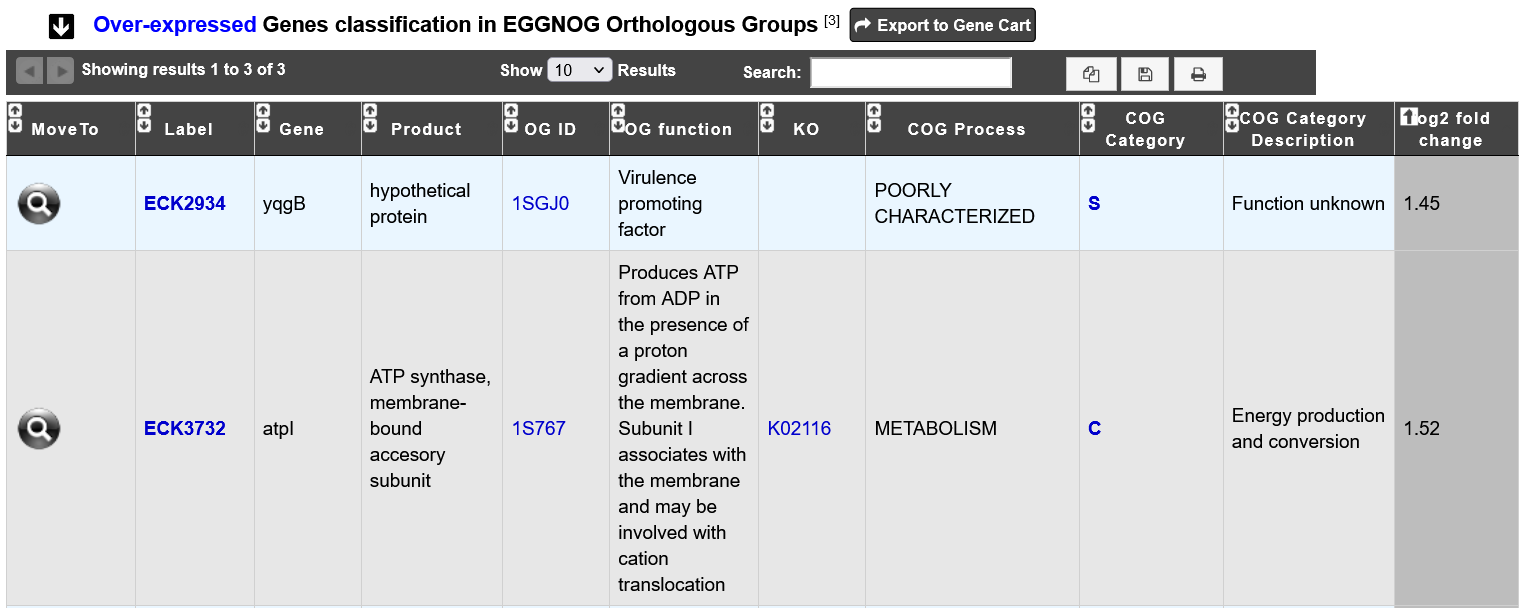 Over-expressed Genes classification in EGGNOG Orthologous Groups [3] Export to Gene Cart
Showing results 1 to 3 of 3 Show 10 Results Search:
MoveTo Label Gene Product OG ID OG function KO COG Process COG Category COG Category Description log2 fold change
ECK2934 yqgB hypothetical protein 1SGJ0 Virulence promoting factor POORLY CHARACTERIZED S Function unknown 1.45
ECK3732 atpI ATP synthase, membrane-bound accesory subunit 1S767 Produces ATP from ADP in the presence of a proton gradient across the membrane. Subunit I associates with the membrane and may be involved with cation translocation K02116 METABOLISM C Energy production and conversion 1.52